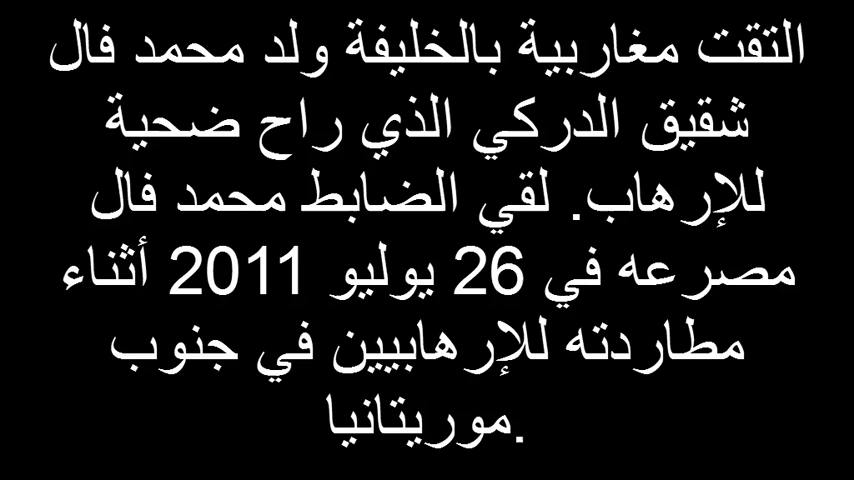 التقت مغاربية بالخليفة ولد محمد فال
شقيق الدركي الذي راح ضحية
للإرهاب. لقي الضابط محمد فال
مصرعه في 26 يوليو 2011 أثناء
مطاردته للإرهابيين في جنوب
موريتانيا.